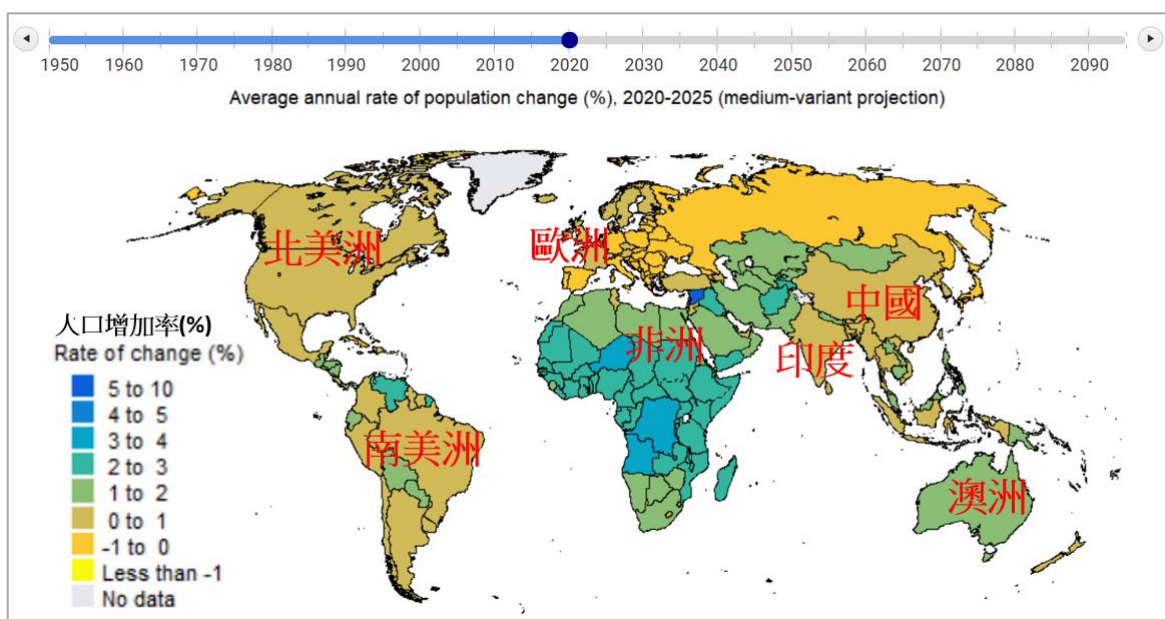 1950 1960 1970 1980 1990 2000 2010 2020 2030 2040 2050 2060 2070 2080 2090
Average annual rate of population change (%), 2020-2025 (medium-variant projection)
北美洲
歐洲
中國
人口增加率(%)
非洲
印度
Rate of change (%)
5 to 10
4 to 5
3 to 4
2 to 3
1 to 2
0 to 1
-1 to 0
Less than -1
No data
南美洲
澳洲